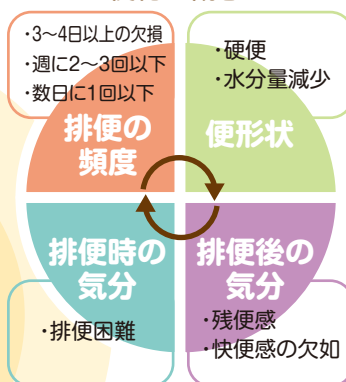 ・3~4日以上の欠損
・週に2~3回以下
・数日に1回以下
排便の
頻度
・硬便
・水分量減少
便形状
排便時の
気分
・排便困難
排便後の
気分
・残便感
・快便感の欠如